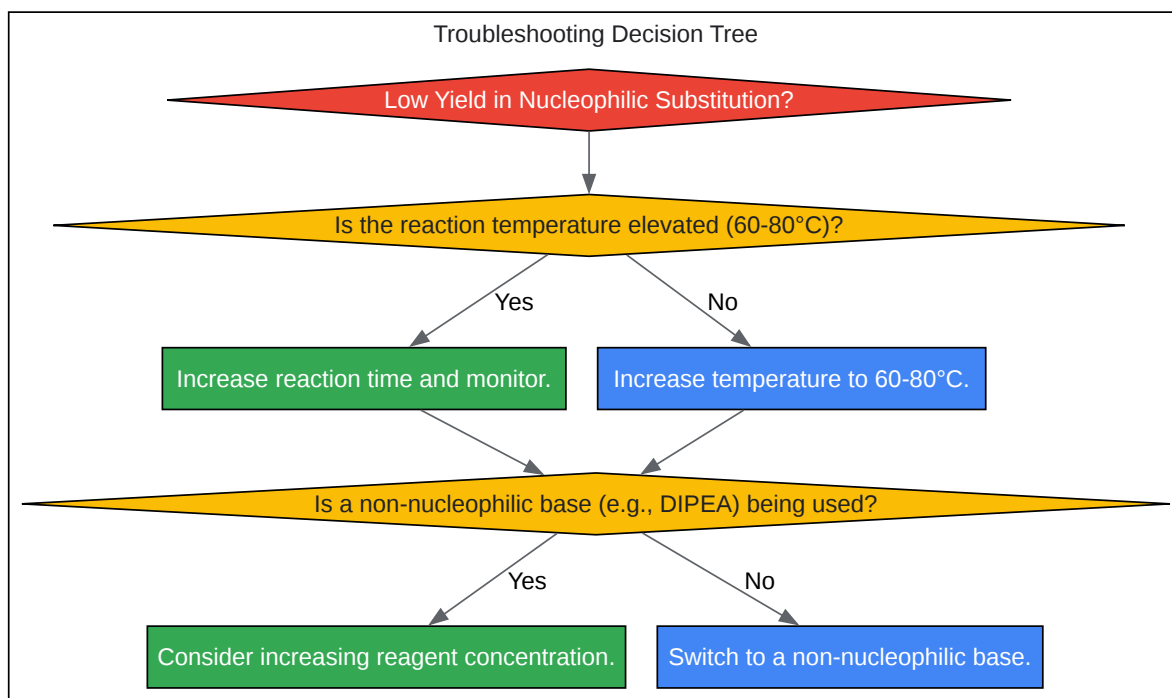 Troubleshooting Decision Tree
Low Yield in Nucleophilic Substitution?
Is the reaction temperature elevated (60-80°C)?
Yes
No
Increase reaction time and monitor.
Increase temperature to 60-80°C.
Is a non-nucleophilic base (e.g., DIPEA) being used?
Yes
No
Consider increasing reagent concentration.
Switch to a non-nucleophilic base.